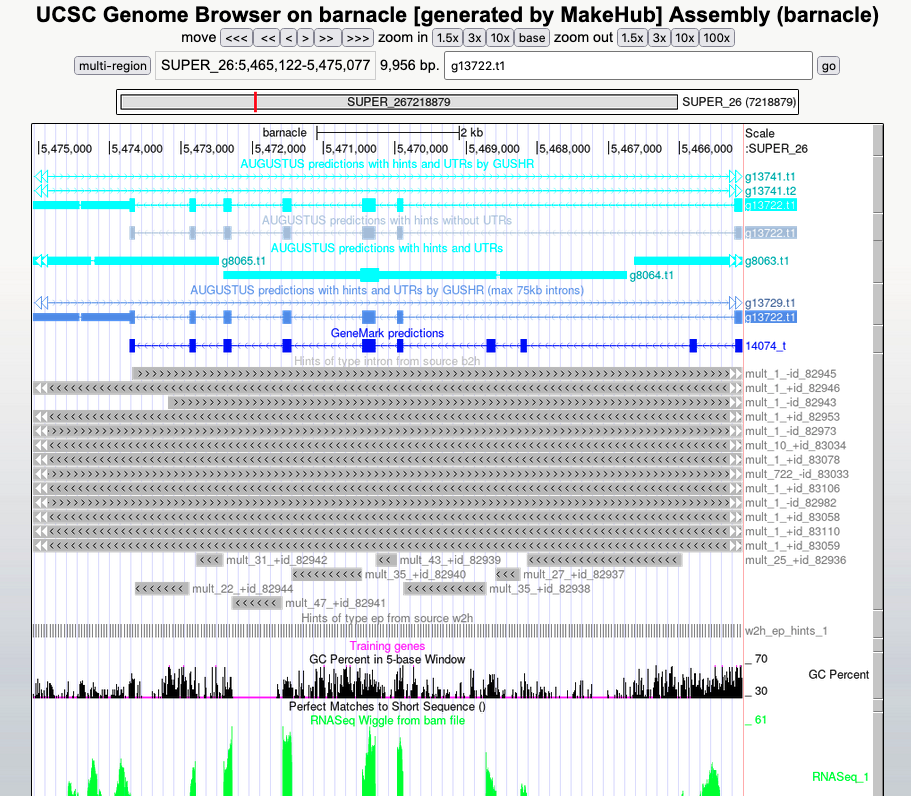 UCSC Genome Browser on barnacle [generated by MakeHub] Assembly (barnacle)
move <<< << < > >> >>> zoom in 1.5x 3x 10x base zoom out 1.5x 3x 10x 100x
multi-region SUPER_26:5,465,122-5,475,077 9,956 bp. g13722.t1 go
SUPER_267218879 SUPER_26 (7218879)
barnacle 2 kb Scale
5,475,000 5,474,000 5,473,000 5,472,000 5,471,000 5,470,000 5,469,000 5,468,000 5,467,000 5,466,000 :SUPER_26
AUGUSTUS predictions with hints and UTRs by GUSHR
g13741.t1
g13741.t2
g13722.t1
AUGUSTUS predictions with hints without UTRs
g13722.t1
AUGUSTUS predictions with hints and UTRs
g8065.t1 g8063.t1
g8064.t1
AUGUSTUS predictions with hints and UTRs by GUSHR (max 75kb introns)
g13729.t1
g13722.t1
GeneMark predictions
14074_t
Hints of type intron from source b2h
mult_1_-id_82945
mult_1_+id_82946
mult_1_-id_82943
mult_1_+id_82953
mult_1_-id_82973
mult_10_+id_83034
mult_1_+id_83078
mult_722_-id_83033
mult_1_+id_83106
mult_1_-id_82982
mult_1_+id_83058
mult_1_+id_83110
mult_1_+id_83059
mult_31_+id_82942 mult_43_+id_82939 mult_25_+id_82936
mult_35_+id_82940 mult_27_+id_82937
mult_22_+id_82944 mult_35_+id_82938
mult_47_+id_82941
Hints of type ep from source w2h
w2h_ep_hints_1
Training genes
GC Percent in 5-base Window
70
GC Percent
30
Perfect Matches to Short Sequence ()
RNASeq Wiggle from bam file
61
RNASeq_1